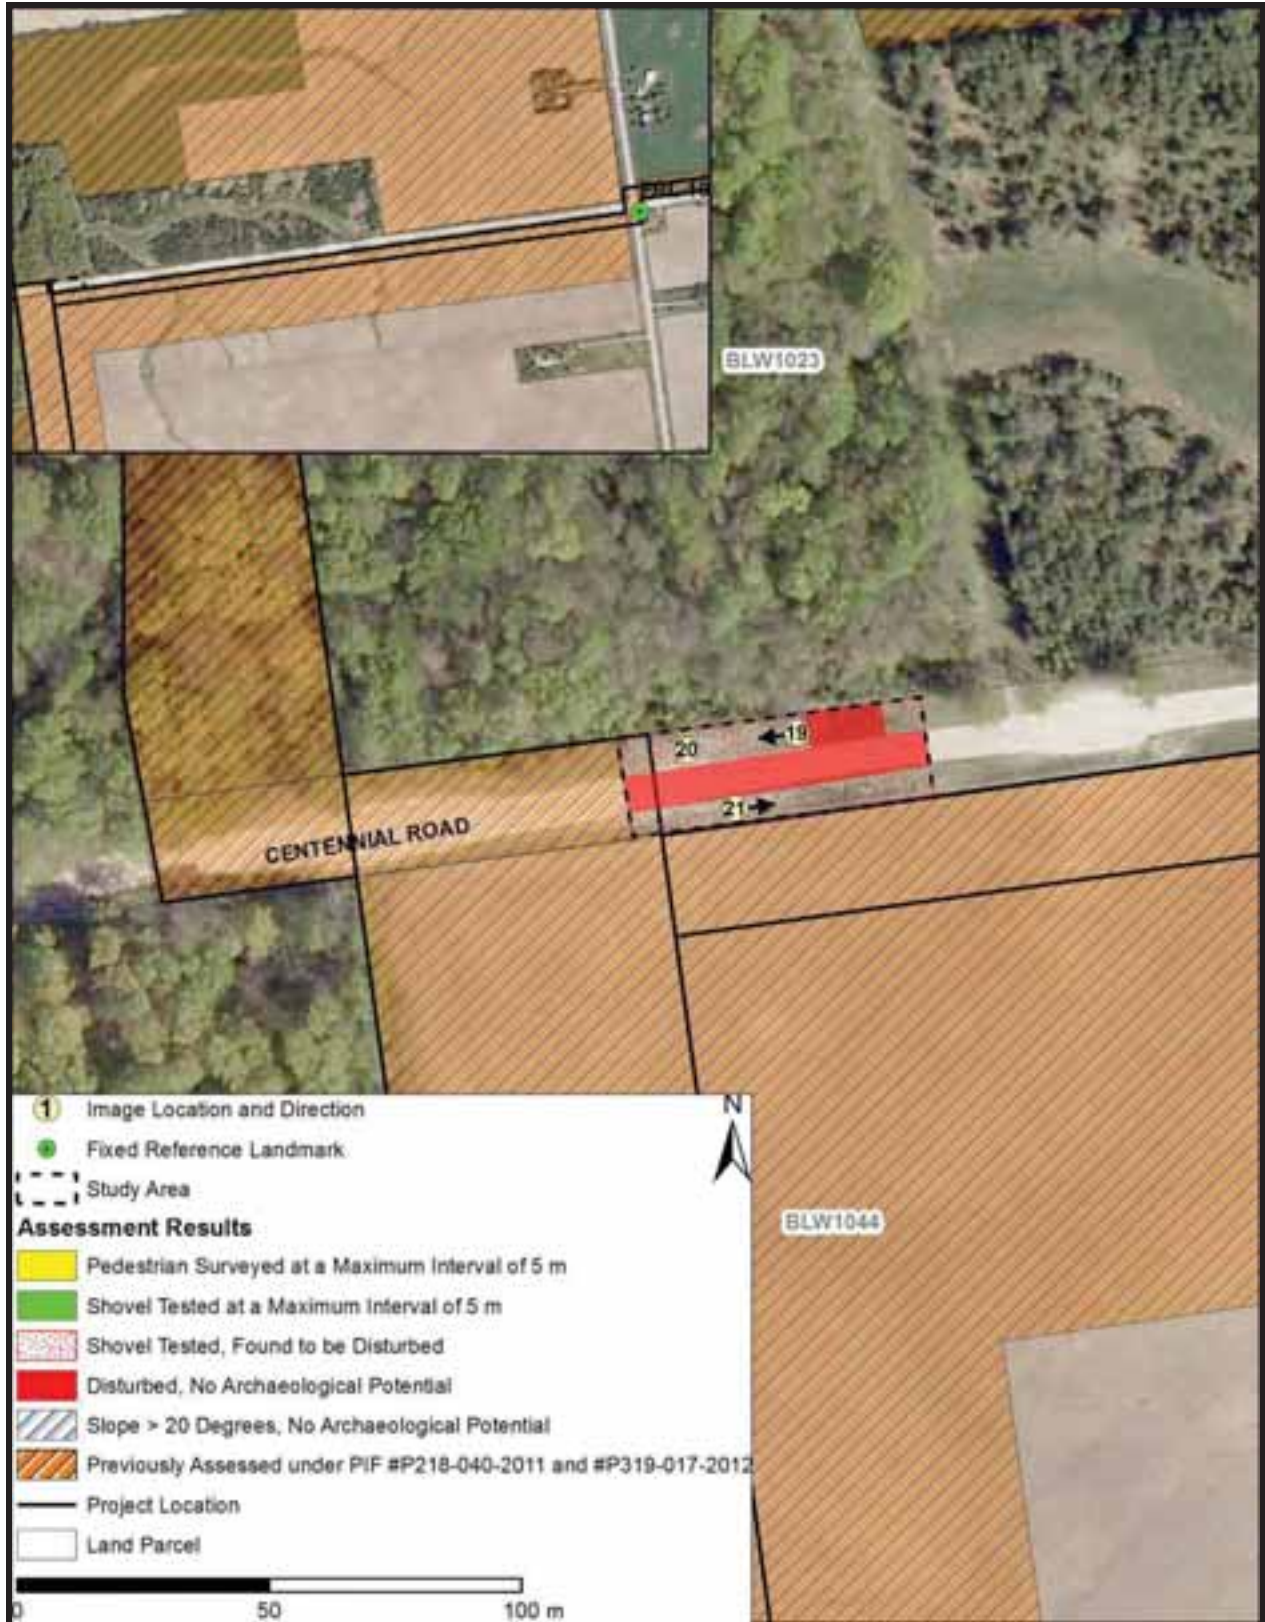 BLW1023
19
20
21
CENTENNIAL ROAD
BLW1044
N
1 Image Location and Direction
Fixed Reference Landmark
Study Area
Assessment Results
Pedestrian Surveyed at a Maximum Interval of 5 m
Shovel Tested at a Maximum Interval of 5 m
Shovel Tested, Found to be Disturbed
Disturbed, No Archaeological Potential
Slope > 20 Degrees, No Archaeological Potential
Previously Assessed under PIF #P218-040-2011 and #P319-017-2012
Project Location
Land Parcel
0 50 100 m